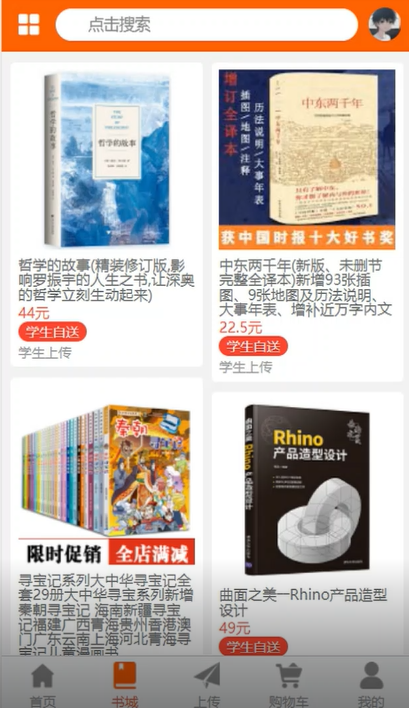 点击搜索
哲学的故事
哲学的故事(精装修订版,影
响罗振宇的人生之书,让深奥
的哲学立刻生动起来)
44元
学生自送
学生上传
增订全译本
插图/地图/注释
历法说明/大事年表
中东两千年
获中国时报十大好书奖
中东两千年(新版、未删节
完整全译本)新增93张插
图、9张地图及历法说明、
大事年表、增补近万字内文
22.5元
学生自送
学生上传
秦朝
寻宝记
限时促销
全店满减
寻宝记系列大中华寻宝记全
套29册大中华寻宝系列新增
秦朝寻宝记 海南新疆寻宝
记福建广西青海贵州香港澳
门广东云南上海河北青海寻
宝记儿童漫画书
曲面之美
Rhino
产品造型设计
曲面之美—Rhino产品造型
设计
49元
学生自送
首页
书城
上传
购物车
我的